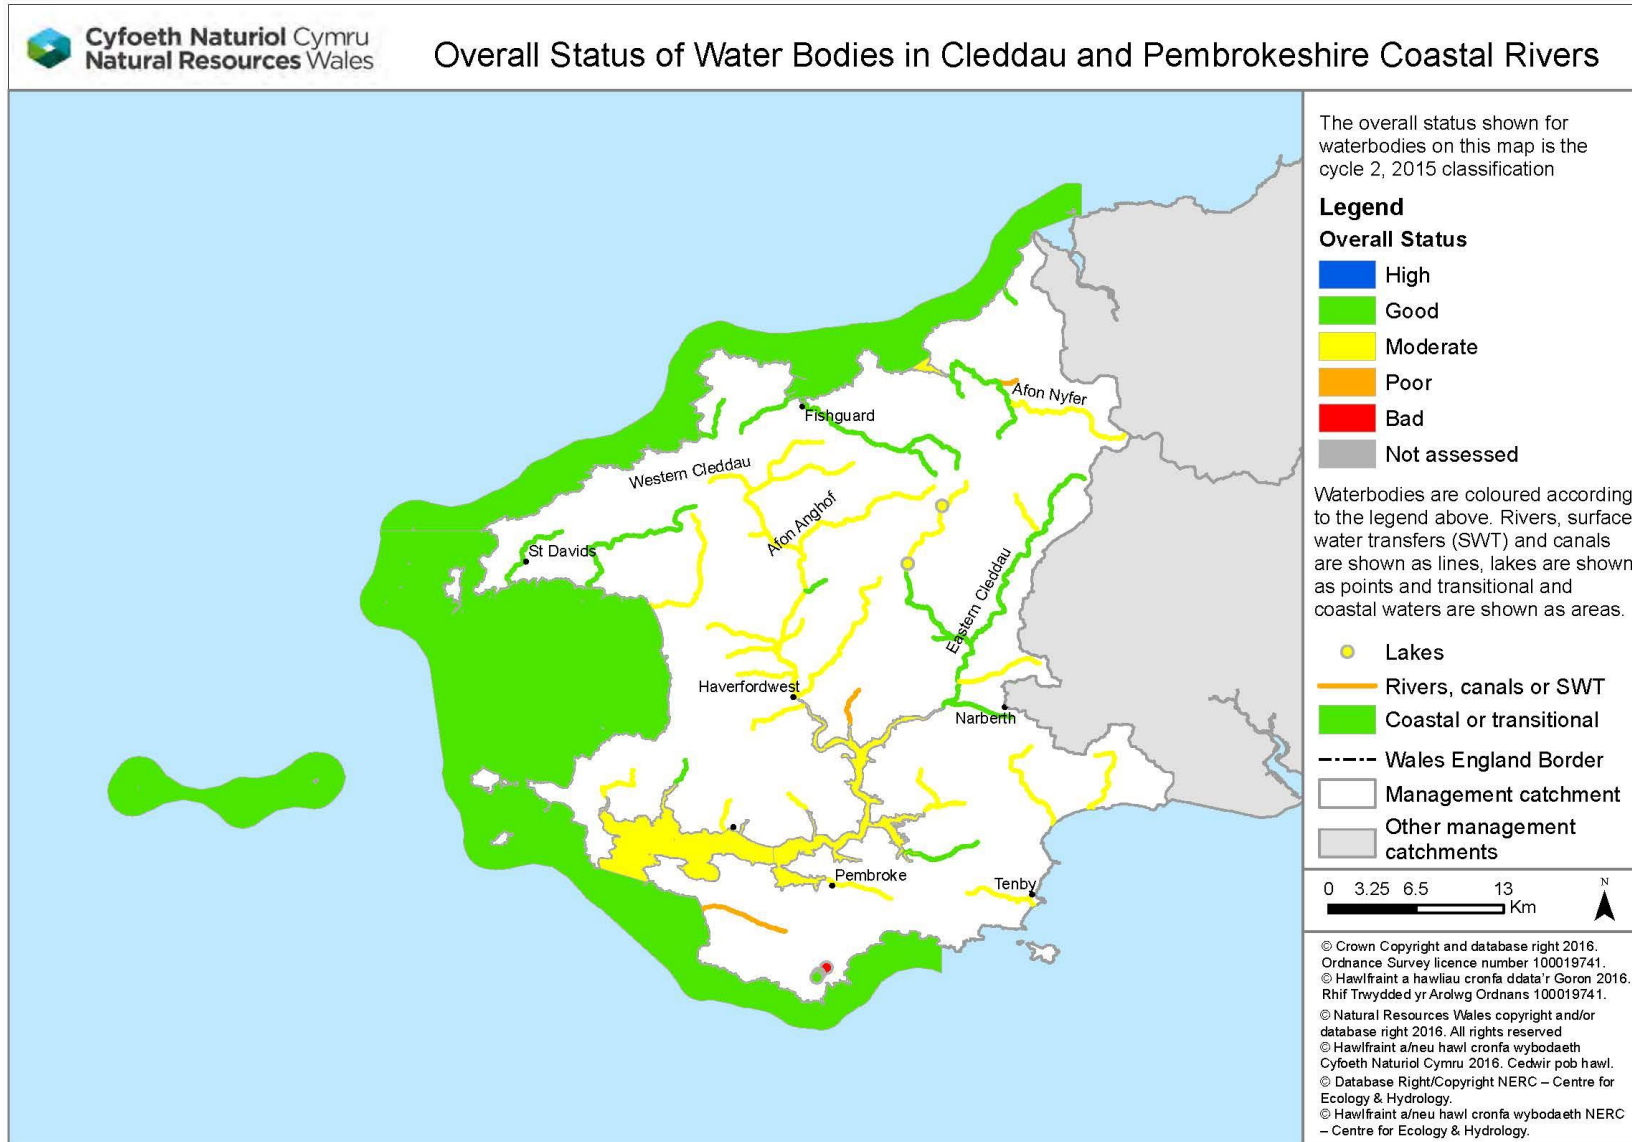 Cyfoeth Naturiol Cymru
Natural Resources Wales
Overall Status of Water Bodies in Cleddau and Pembrokeshire Coastal Rivers
Afon Nyfer
Fishguard
Western Cleddau
Afon Anghof
St Davids
Eastern Cleddau
Haverfordwest
Narberth
Pembroke
Tenby
The overall status shown for
waterbodies on this map is the
cycle 2, 2015 classification
Legend
Overall Status
High
Good
Moderate
Poor
Bad
Not assessed
Waterbodies are coloured according
to the legend above. Rivers, surface
water transfers (SWT) and canals
are shown as lines, lakes are shown
as points and transitional and
coastal waters are shown as areas.
Lakes
Rivers, canals or SWT
Coastal or transitional
Wales England Border
Management catchment
Other management
catchments
0 3.25 6.5 13
Km
N
© Crown Copyright and database right 2016.
Ordnance Survey licence number 100019741.
© Hawlfraint a hawliau cronfa ddata'r Goron 2016.
Rhif Trwydded yr Arolwg Ordnans 100019741.
© Natural Resources Wales copyright and/or
database right 2016. All rights reserved
© Hawlfraint a/neu hawl cronfa wybodaeth
Cyfoeth Naturiol Cymru 2016. Cedwir pob hawl.
© Database Right/Copyright NERC – Centre for
Ecology & Hydrology.
© Hawlfraint a/neu hawl cronfa wybodaeth NERC
– Centre for Ecology & Hydrology.